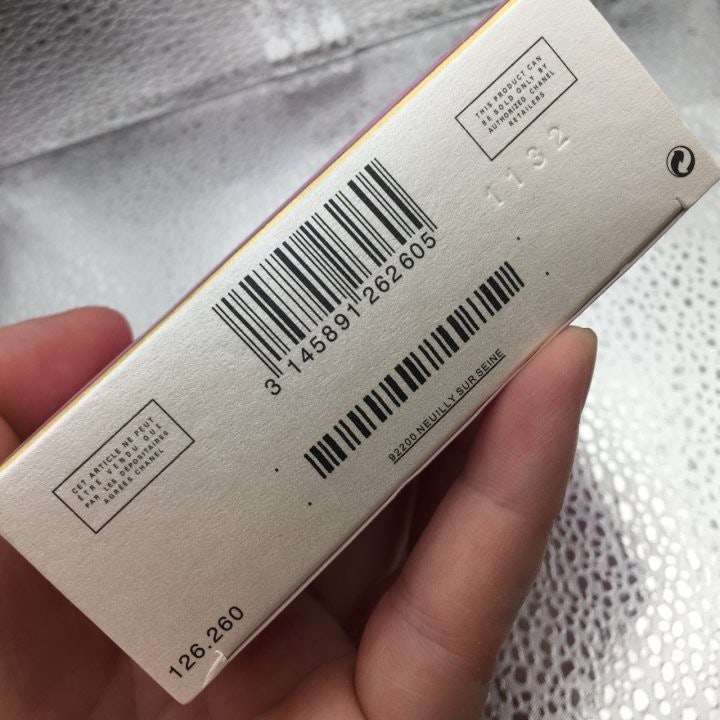 THIS PRODUCT CAN
BE SOLD ONLY BY
AUTHORIZED CHANEL
RETAILERS
1132
3 145891 262605
92200 NEUILLY SUR SEINE
CET ARTICLE NE PEUT
ÊTRE VENDU QUE
PAR LES DÉPOSITAIRES
AGRÉÉS CHANEL
126.260